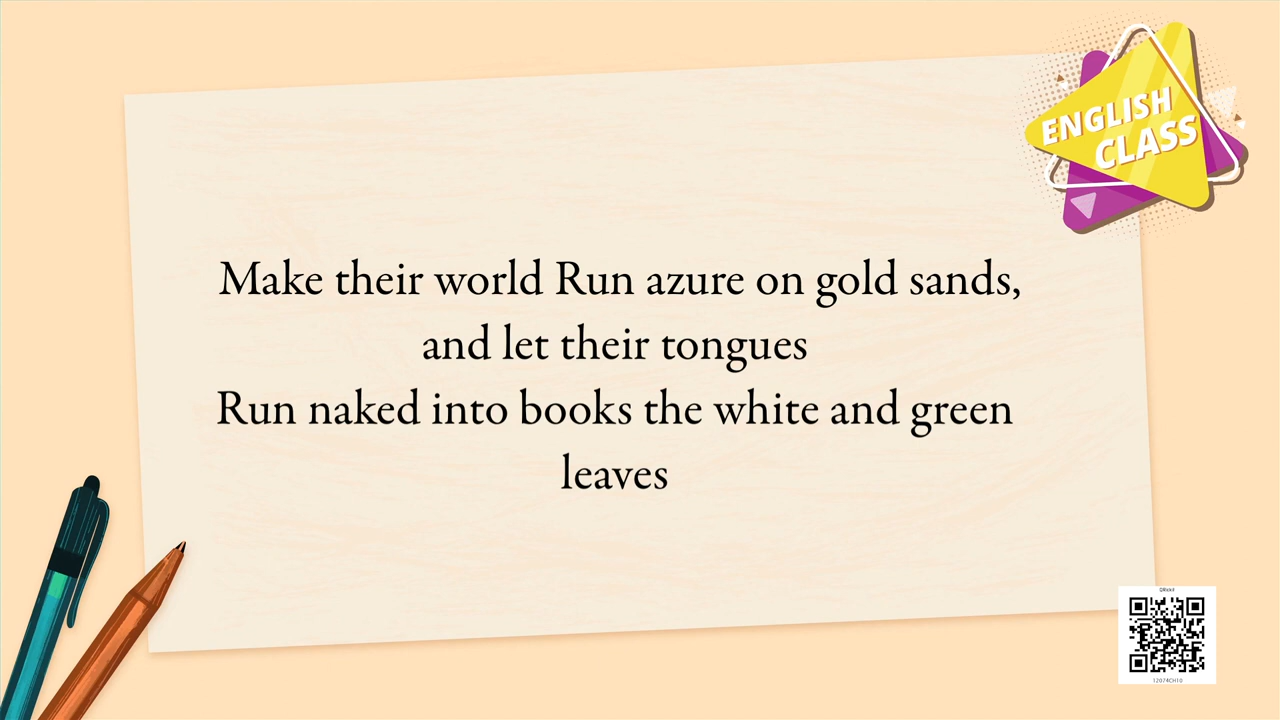 ENGLISH
CLASS
Make their world Run azure on gold sands,
and let their tongues
Run naked into books the white and green
leaves
12074CH10